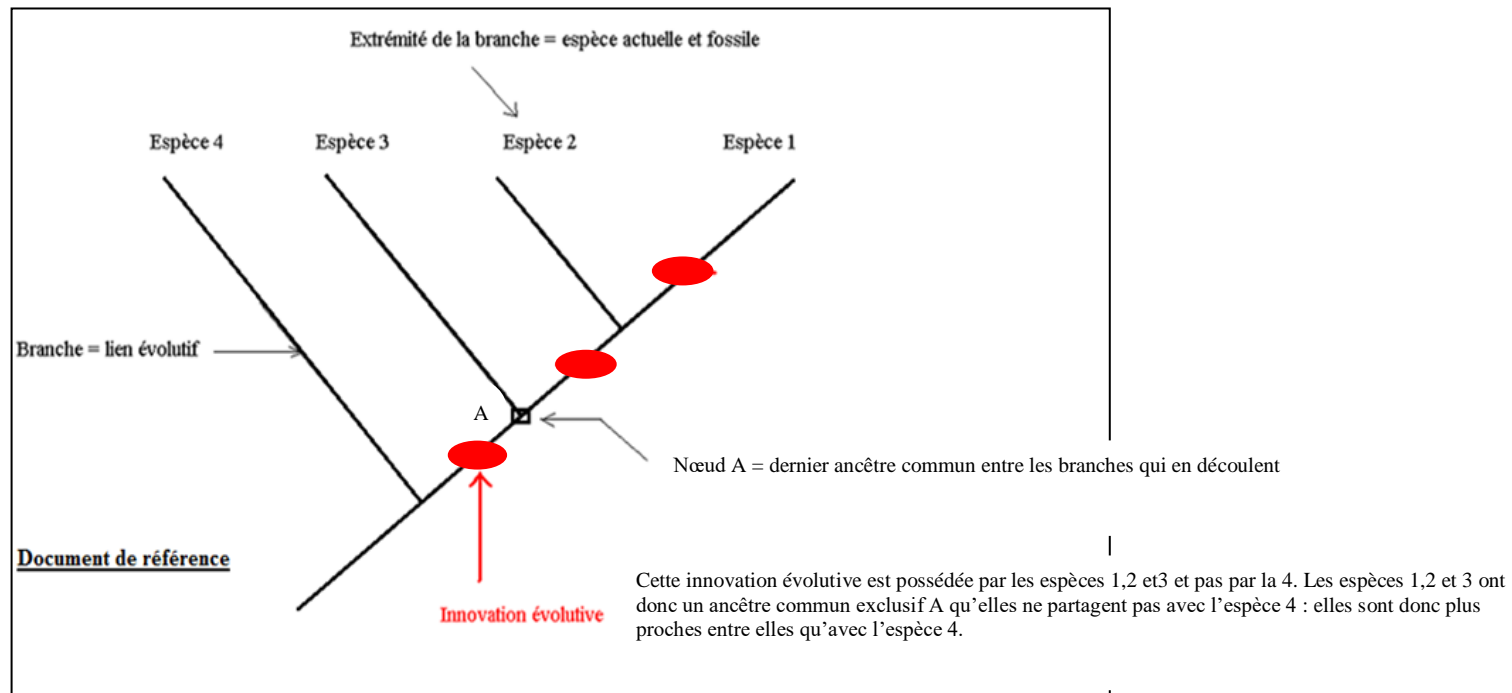 Extrémité de la branche = espèce actuelle et fossile
Espèce 4 Espèce 3 Espèce 2 Espèce 1
Branche = lien évolutif
A
Nœud A = dernier ancêtre commun entre les branches qui en découlent
Document de référence
Innovation évolutive
Cette innovation évolutive est possédée par les espèces 1,2 et3 et pas par la 4. Les espèces 1,2 et 3 ont
donc un ancêtre commun exclusif A qu’elles ne partagent pas avec l’espèce 4 : elles sont donc plus
proches entre elles qu’avec l’espèce 4.